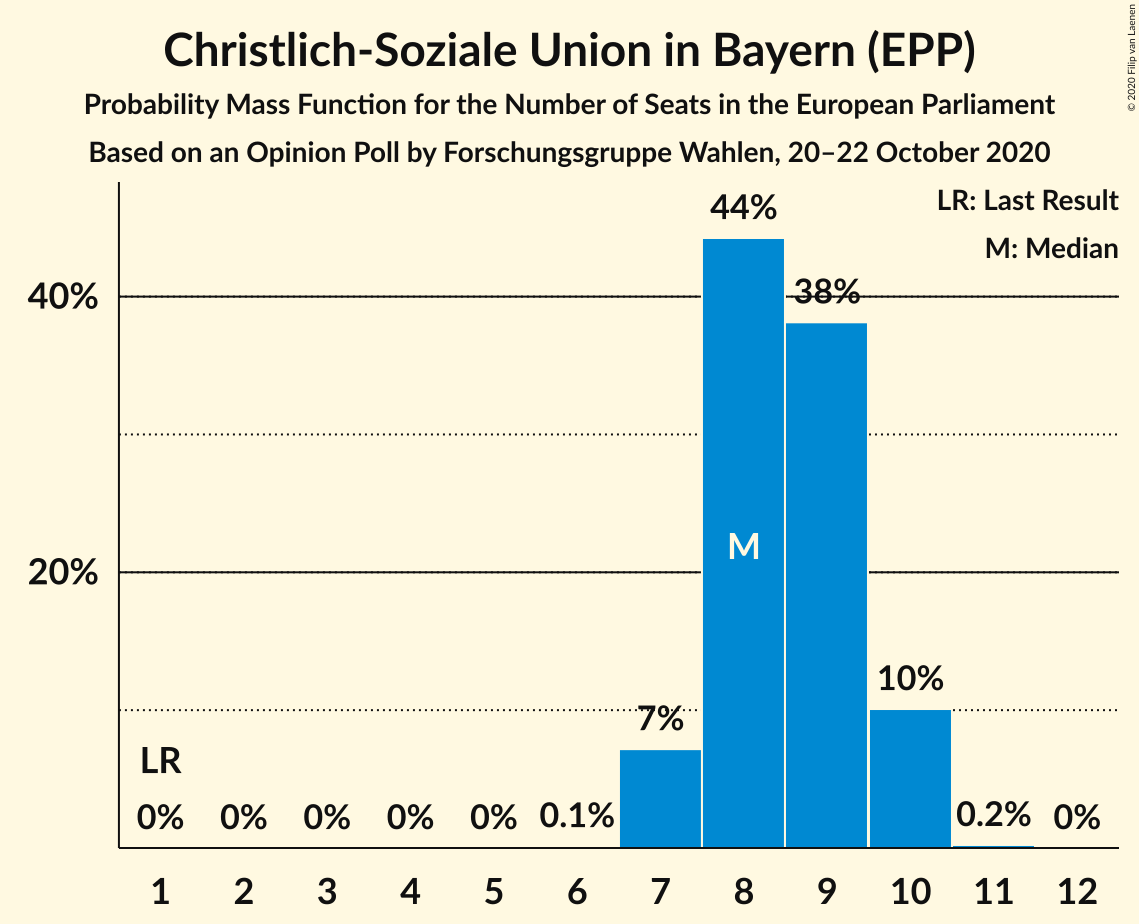 Christlich-Soziale Union in Bayern (EPP)
Probability Mass Function for the Number of Seats in the European Parliament
Based on an Opinion Poll by Forschungsgruppe Wahlen, 20–22 October 2020
© 2020 Filip van Laenen
LR: Last Result
M: Median
44%
40%
38%
M
20%
10%
7%
LR
0% 0% 0% 0% 0% 0.1% 0.2% 0%
1 2 3 4 5 6 7 8 9 10 11 12